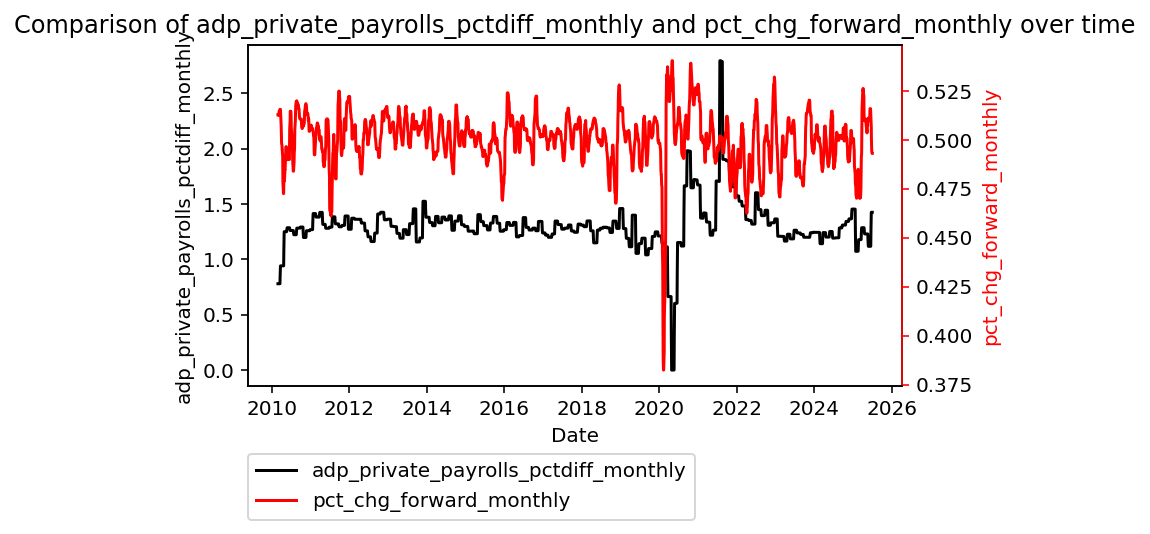 Comparison of adp_private_payrolls_pctdiff_monthly and pct_chg_forward_monthly over time
adp_private_payrolls_pctdiff_monthly
2.5
2.0
1.5
1.0
0.5
0.0
0.525
0.500
0.475
0.450
0.425
0.400
0.375
pct_chg_forward_monthly
2010 2012 2014 2016 2018 2020 2022 2024 2026
Date
adp_private_payrolls_pctdiff_monthly
pct_chg_forward_monthly